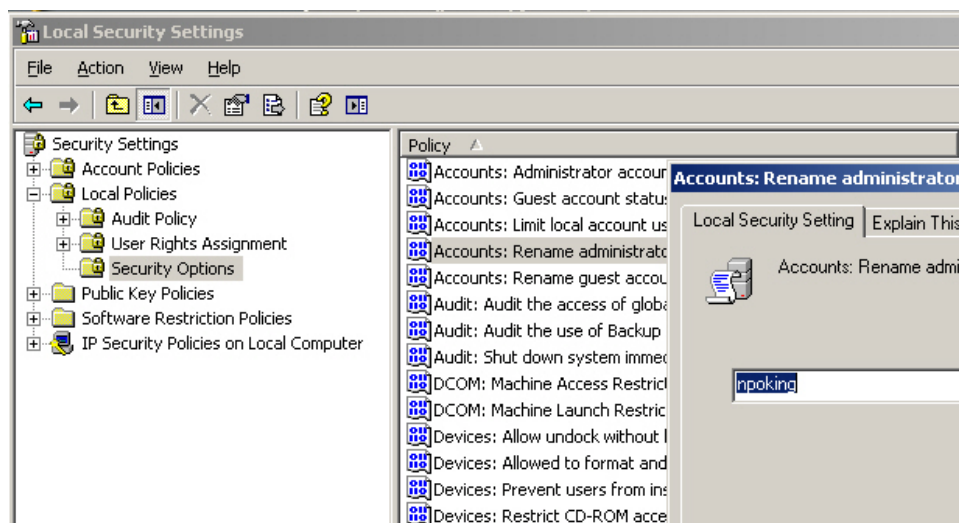 Local Security Settings
File Action View Help
Security Settings
Account Policies
Local Policies
Audit Policy
User Rights Assignment
Security Options
Public Key Policies
Software Restriction Policies
IP Security Policies on Local Computer
Policy
Accounts: Administrator accour
Accounts: Guest account status
Accounts: Limit local account us
Accounts: Rename administrato
Accounts: Rename guest accou
Audit: Audit the access of globa
Audit: Audit the use of Backup
Audit: Shut down system immed
DCOM: Machine Access Restrict
DCOM: Machine Launch Restric
Devices: Allow undock without l
Devices: Allowed to format and
Devices: Prevent users from ins
Devices: Restrict CD-ROM acce
Accounts: Rename administrator
Local Security Setting Explain This
Accounts: Rename admi
npoking